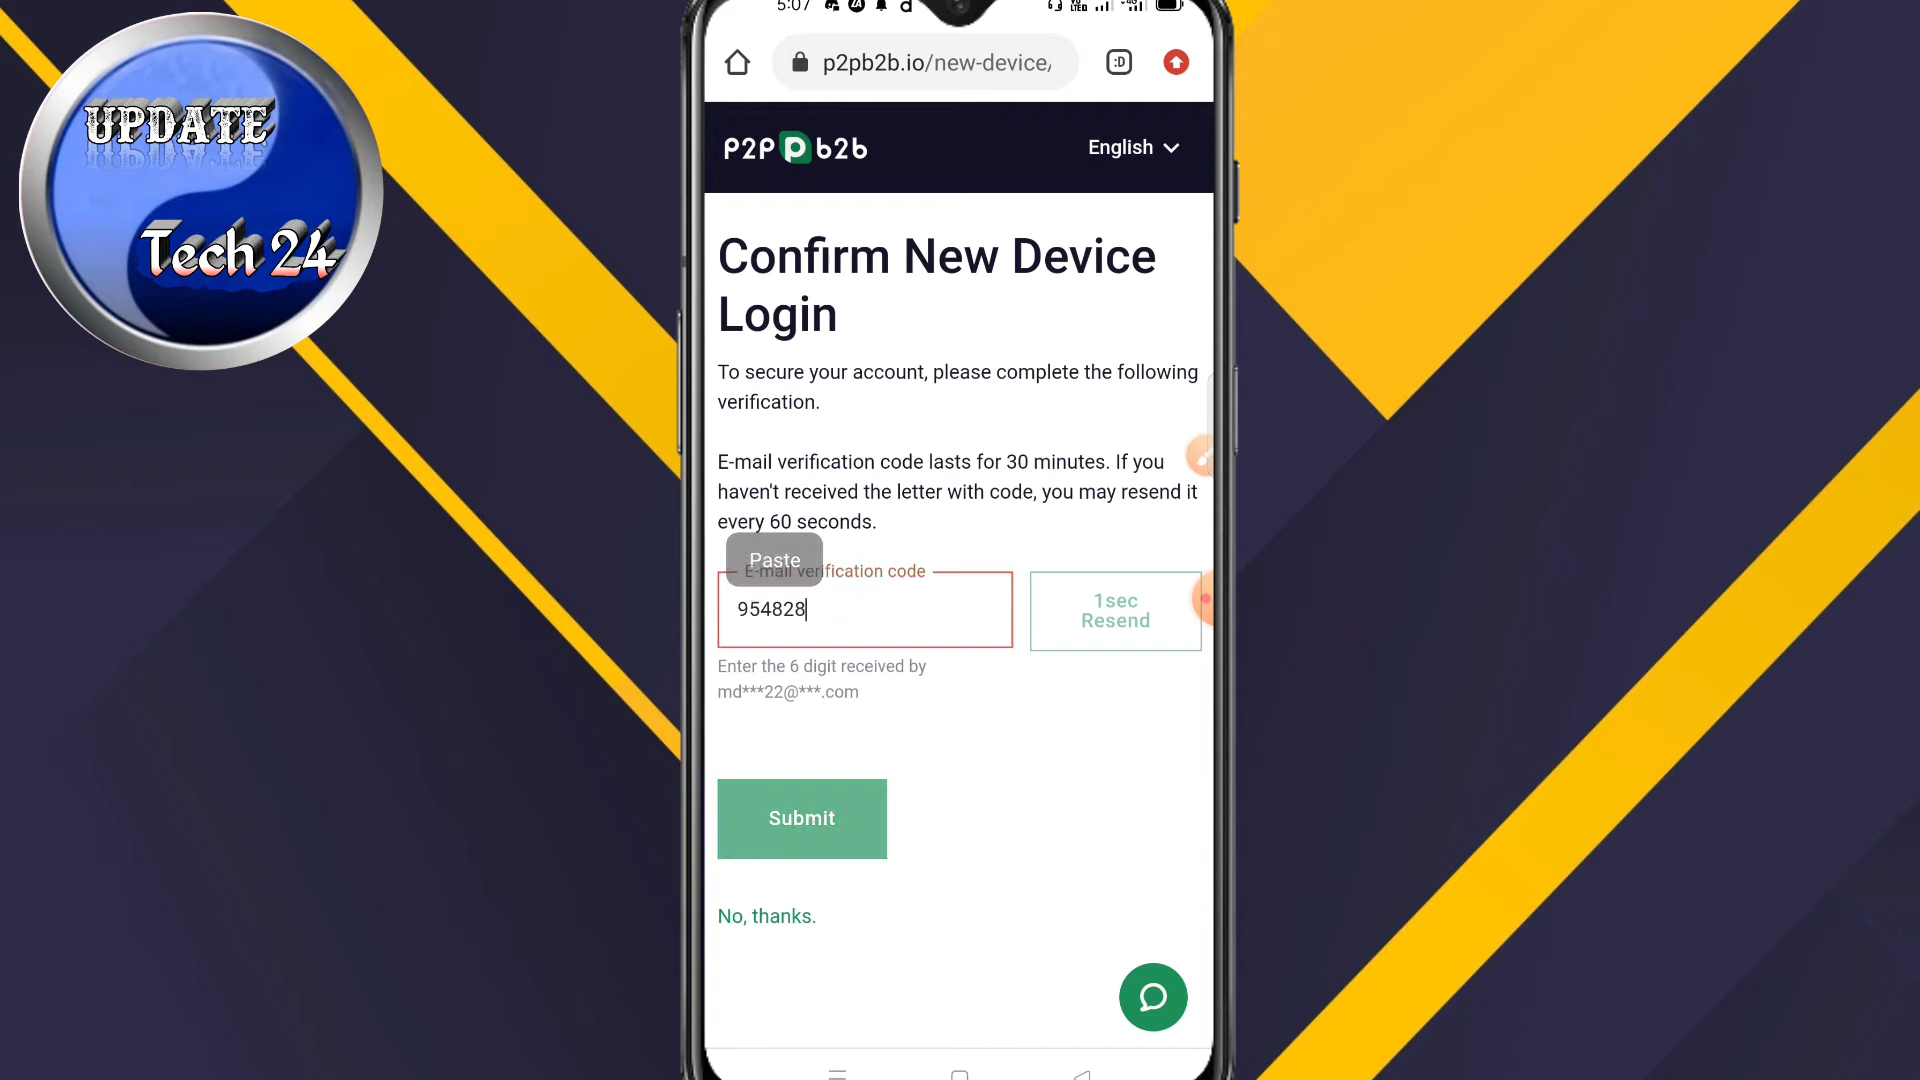 UPDATE
Tech 24
5:07
p2pb2b.io/new-device/
:D
P2P b2b
English
Confirm New Device
Login
To secure your account, please complete the following
verification.
E-mail verification code lasts for 30 minutes. If you
haven't received the letter with code, you may resend it
every 60 seconds.
Paste
E-mail verification code
954828
1sec
Resend
Enter the 6 digit received by
md***22@***.com
Submit
No, thanks.